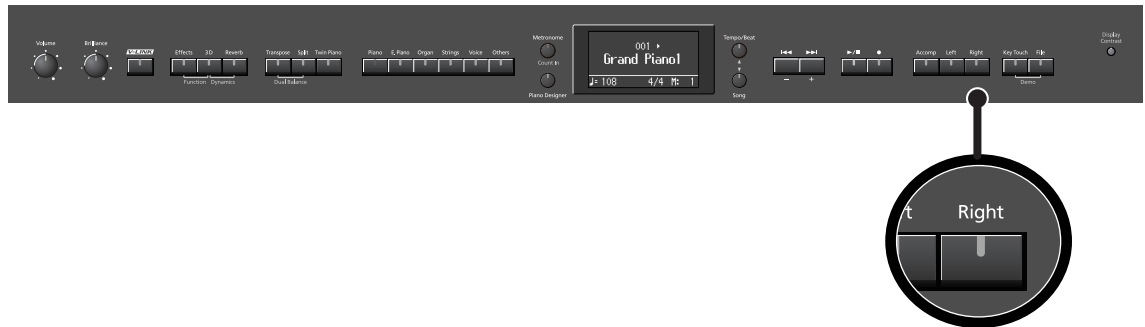 Volume
Brilliance
V-LINK
Effects 3D Reverb
Function Dynamics
Transpose Split Twin Piano
Dual Balance
Piano E. Piano Organ Strings Voice Others
Metronome
Count In
Piano Designer
001
Grand Piano1
♩= 108 4/4 M: 1
Tempo/Beat
Song
− +
Accomp Left Right
Key Touch File
Demo
Display
Contrast
t Right